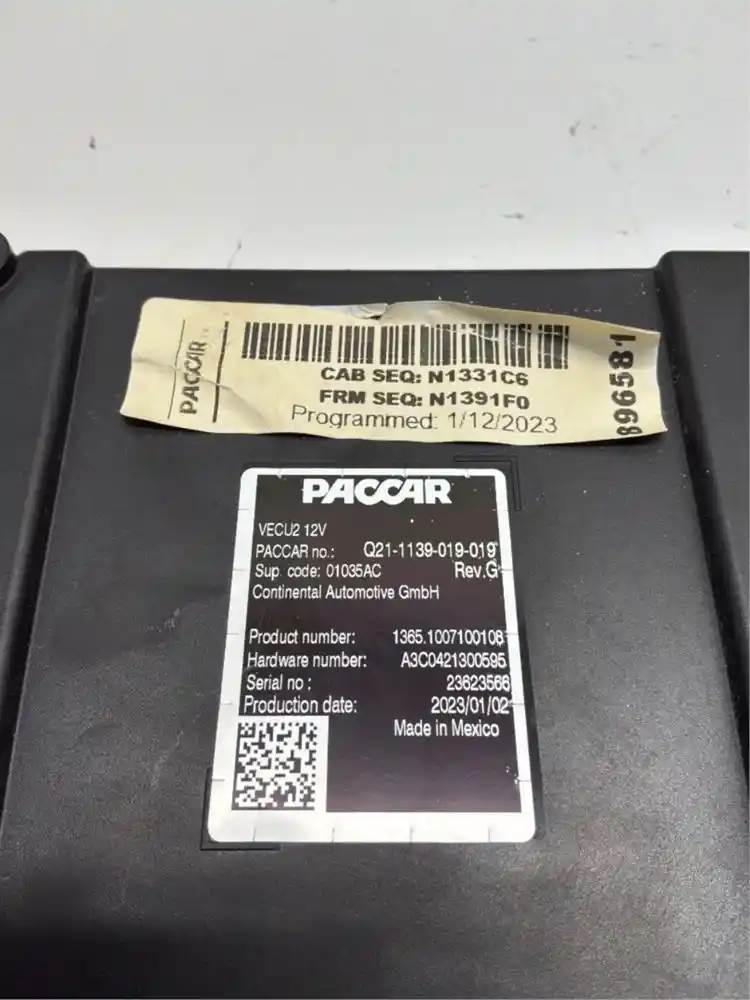 PACCAR
CAB SEQ: N1331C6
FRM SEQ: N1391F0
Programmed: 1/12/2023
896581
PACCAR
VECU2 12V
PACCAR no.: Q21-1139-019-019
Sup. code: 01035AC Rev.G
Continental Automotive GmbH
Product number: 1365.1007100108
Hardware number: A3C0421300595
Serial no : 23623566
Production date: 2023/01/02
Made in Mexico